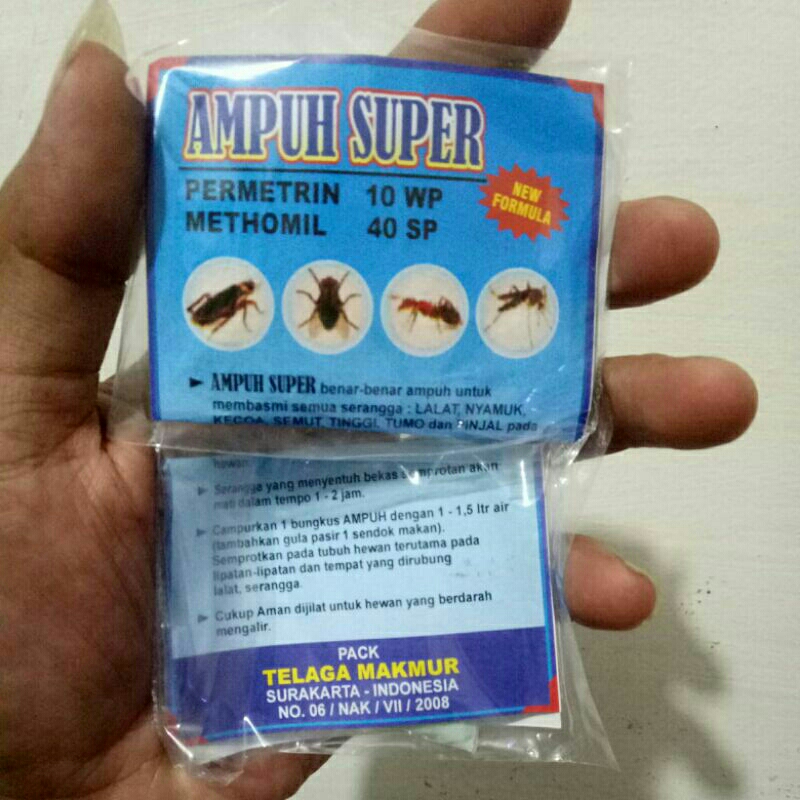 AMPUH SUPER
PERMETRIN 10 WP
METHOMIL 40 SP
NEW
FORMULA
► AMPUH SUPER benar-benar ampuh untuk
membasmi semua serangga : LALAT, NYAMUK,
KECOA, SEMUT, TINGGI, TUMO dan PINJAL pada
hewan.
► Serangga yang menyentuh bekas semprotan akan
mati dalam tempo 1 - 2 jam.
► Campurkan 1 bungkus AMPUH dengan 1 - 1,5 ltr air
(tambahkan gula pasir 1 sendok makan).
Semprotkan pada tubuh hewan terutama pada
lipatan-lipatan dan tempat yang dirubung
lalat, serangga.
► Cukup Aman dijilat untuk hewan yang berdarah
mengalir.
PACK
TELAGA MAKMUR
SURAKARTA - INDONESIA
NO. 06 / NAK / VII / 2008